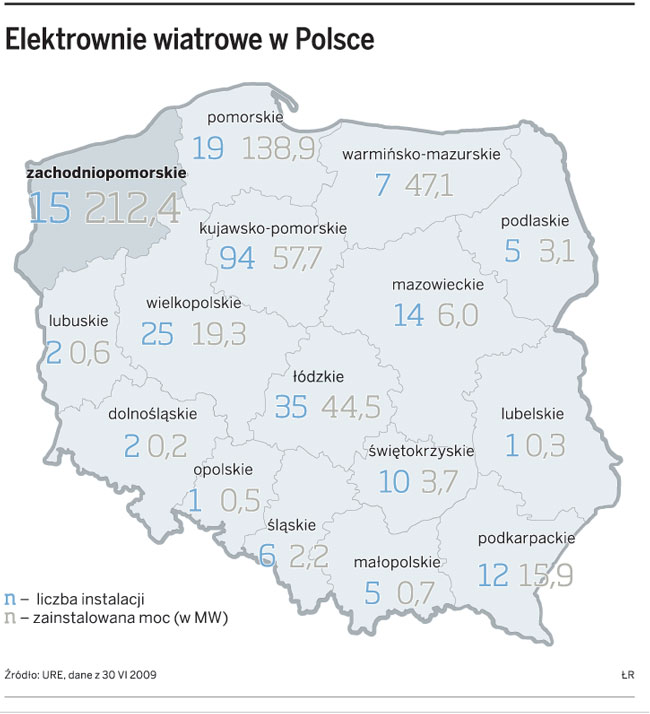 Elektrownie wiatrowe w Polsce
pomorskie
19 138,9
warmińsko-mazurskie
7 47,1
zachodniopomorskie
15 212,4
podlaskie
5 3,1
kujawsko-pomorskie
94 57,7
mazowieckie
14 6,0
wielkopolskie
25 19,3
lubuskie
2 0,6
łódzkie
35 44,5
dolnośląskie
2 0,2
lubelskie
1 0,3
świętokrzyskie
10 3,7
opolskie
1 0,5
śląskie
6 2,2
podkarpackie
12 15,9
małopolskie
5 0,7
n – liczba instalacji
n – zainstalowana moc (w MW)
Źródło: URE, dane z 30 VI 2009
ŁR